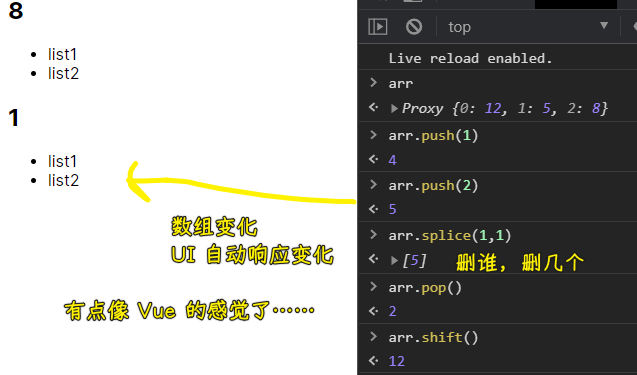 8
list1
list2
1
list1
list2
数组变化
UI 自动响应变化
有点像 Vue 的感觉了……
top
Live reload enabled.
arr
Proxy {0: 12, 1: 5, 2: 8}
arr.push(1)
4
arr.push(2)
5
arr.splice(1,1)
[5] 删谁，删几个
arr.pop()
2
arr.shift()
12